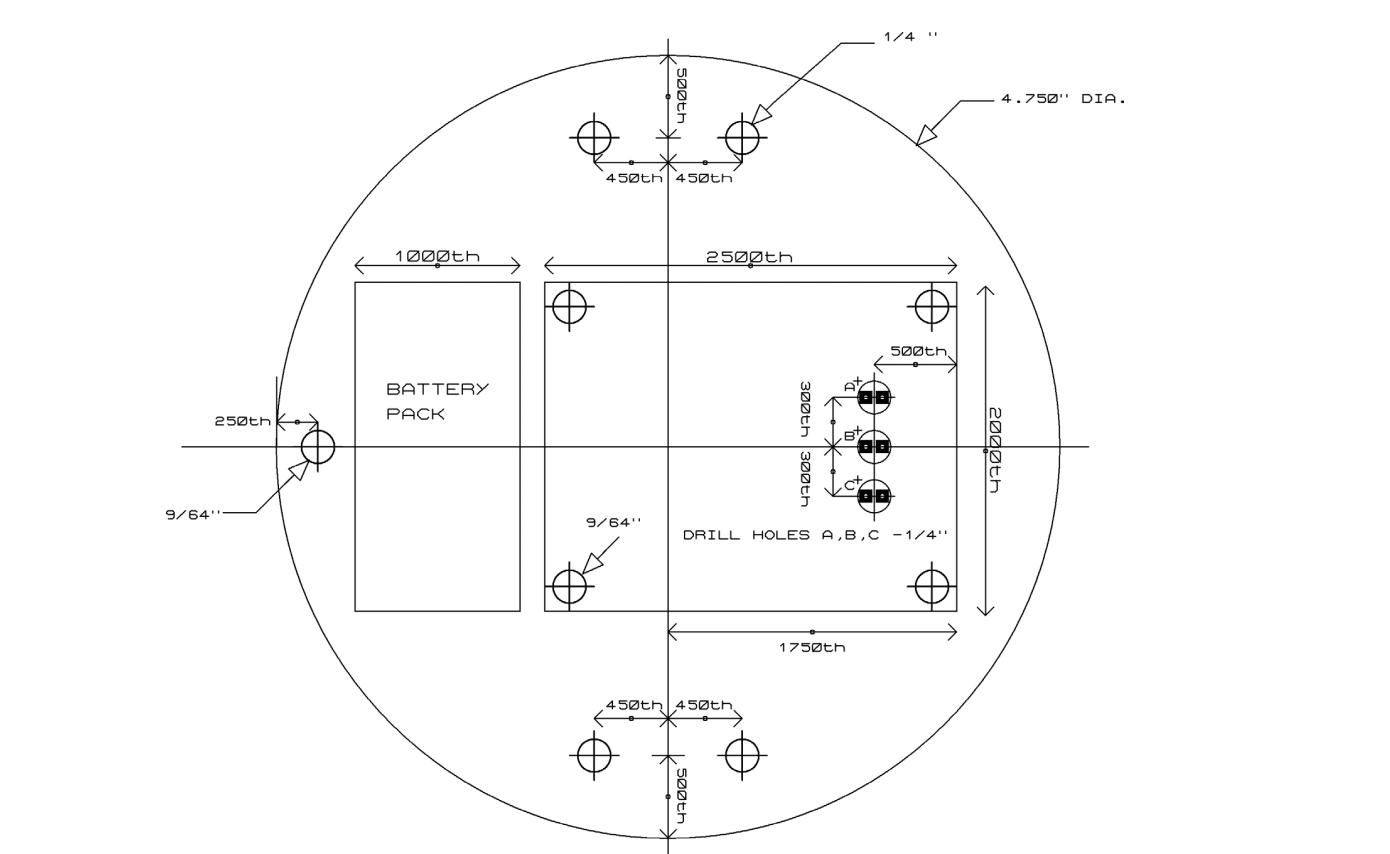 1/4 "
4.750" DIA.
500th
450th 450th
1000th
2500th
500th
BATTERY
PACK
A+
300th
250th
B+
2000th
300th
C+
9/64"
9/64"
DRILL HOLES A,B,C -1/4"
1750th
450th 450th
500th